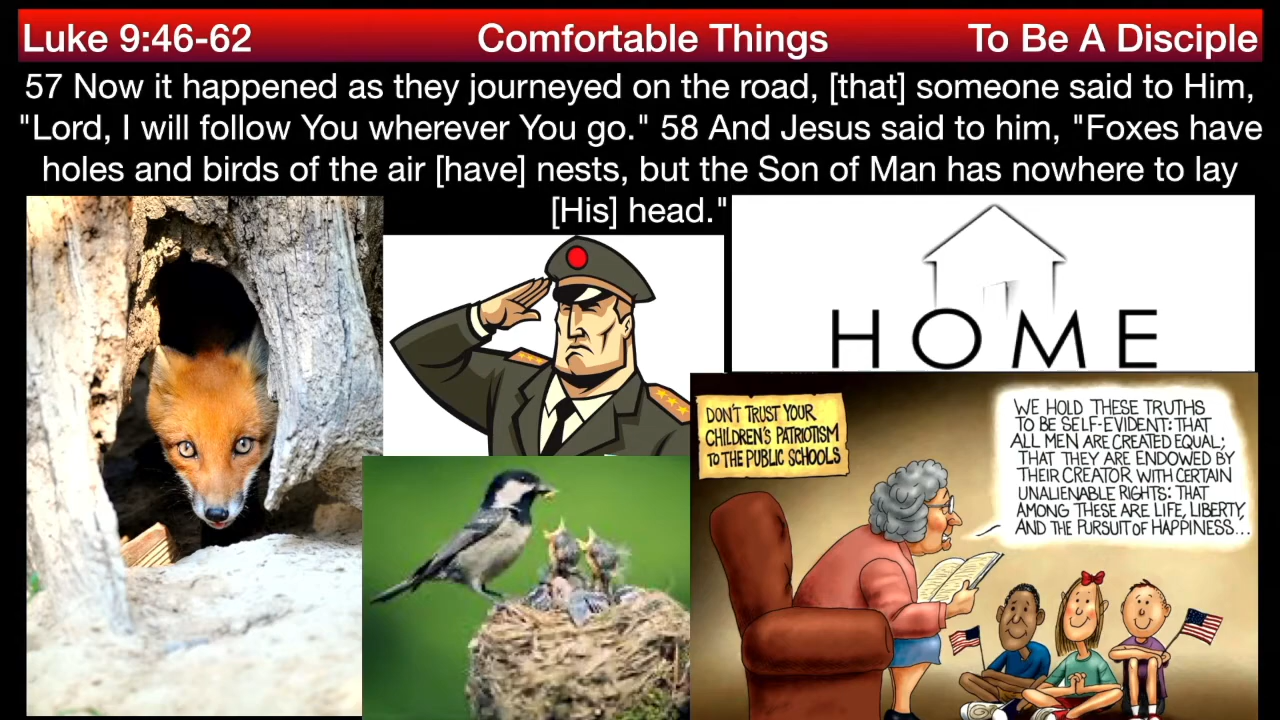 Luke 9:46-62 Comfortable Things To Be A Disciple
57 Now it happened as they journeyed on the road, [that] someone said to Him,
"Lord, I will follow You wherever You go." 58 And Jesus said to him, "Foxes have
holes and birds of the air [have] nests, but the Son of Man has nowhere to lay
[His] head."
HOME
DON'T TRUST YOUR
CHILDREN'S PATRIOTISM
TO THE PUBLIC SCHOOLS
WE HOLD THESE TRUTHS
TO BE SELF-EVIDENT: THAT
ALL MEN ARE CREATED EQUAL;
THAT THEY ARE ENDOWED BY
THEIR CREATOR WITH CERTAIN
UNALIENABLE RIGHTS: THAT
AMONG THESE ARE LIFE, LIBERTY,
AND THE PURSUIT OF HAPPINESS...